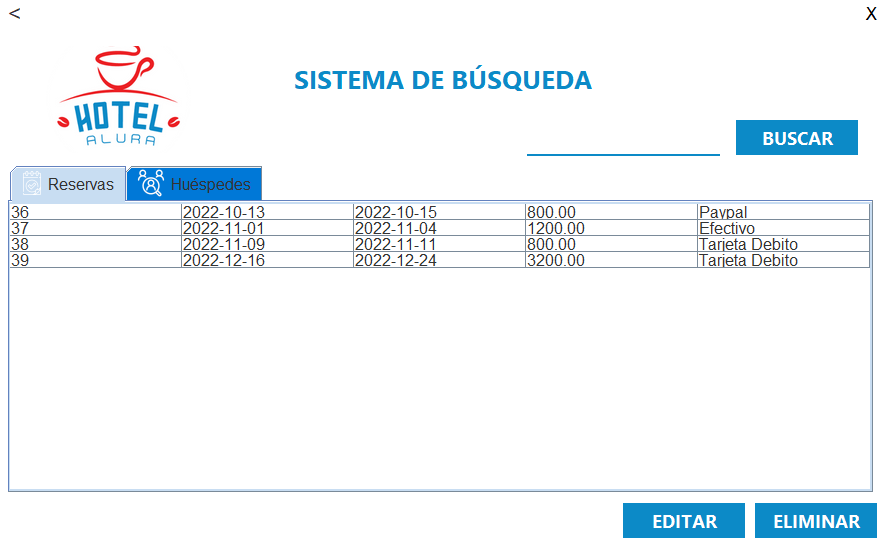 < X
SISTEMA DE BÚSQUEDA
HOTEL
ALURA
BUSCAR
Reservas Huéspedes
36 2022-10-13 2022-10-15 800.00 Paypal
37 2022-11-01 2022-11-04 1200.00 Efectivo
38 2022-11-09 2022-11-11 800.00 Tarjeta Debito
39 2022-12-16 2022-12-24 3200.00 Tarjeta Debito
EDITAR ELIMINAR